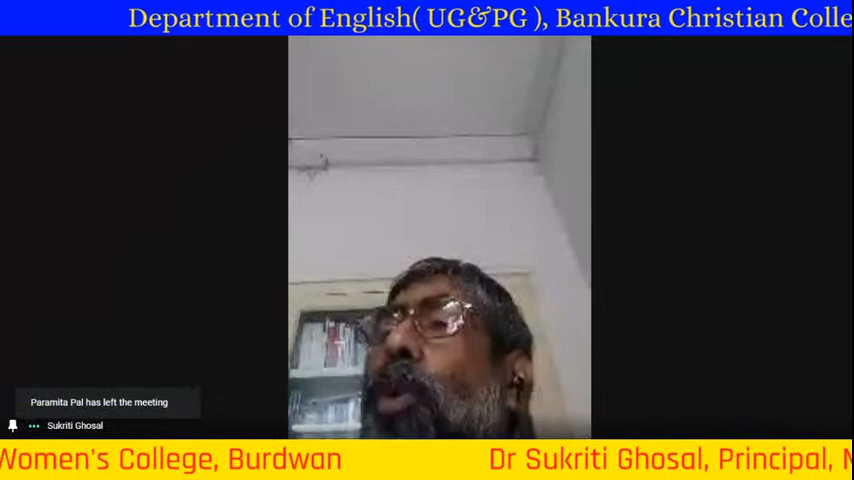 Department of English( UG&PG ), Bankura Christian Colle
Paramita Pal has left the meeting
Sukriti Ghosal
Women's College, Burdwan Dr Sukriti Ghosal, Principal,